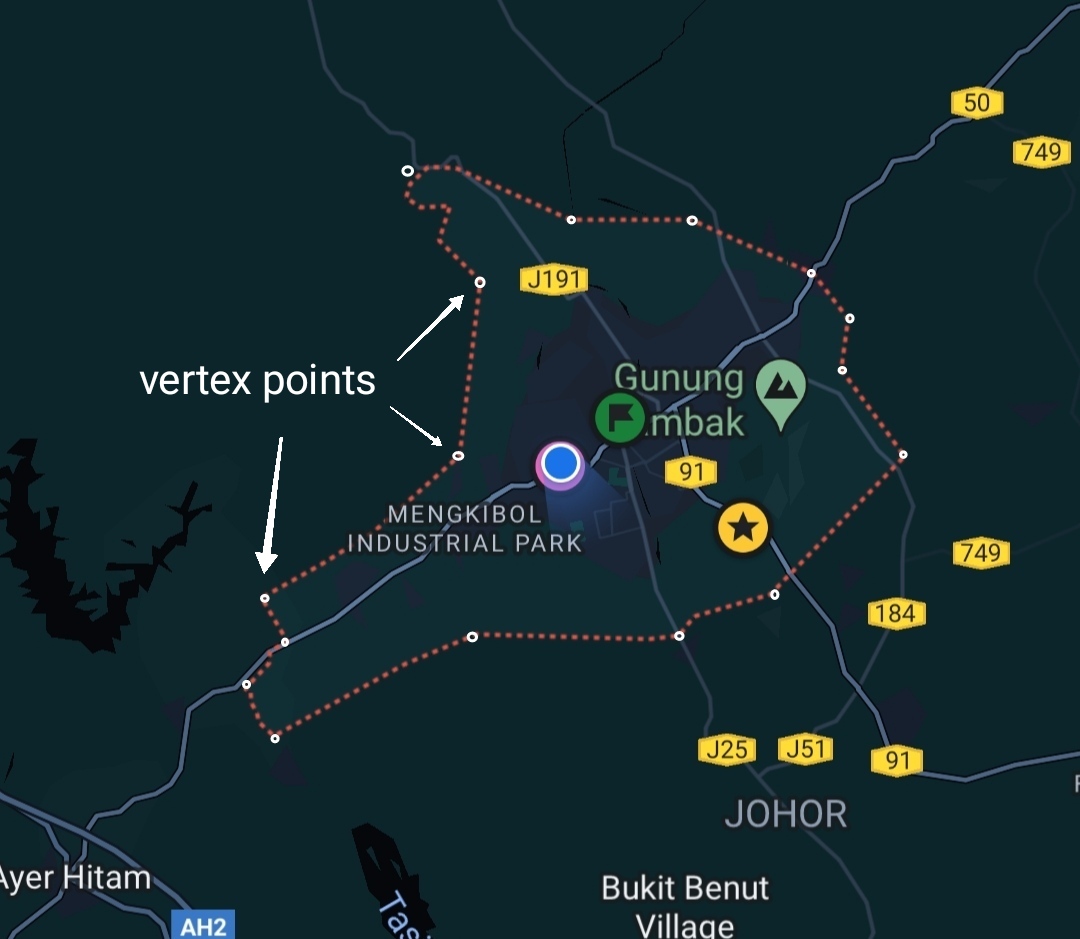 50
749
J191
Gunung
mbak
vertex points
91
MENGKIBOL
INDUSTRIAL PARK
749
184
J25
J51
91
JOHOR
Ayer Hitam
Bukit Benut
Village
AH2